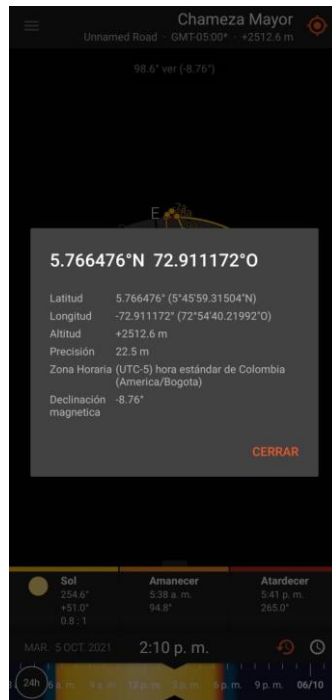 Chameza Mayor
Unnamed Road · GMT-05:00* · +2512.6 m
98.6° ver (-8.76°)
E
5.766476°N 72.911172°O
Latitud 5.766476° (5°45'59.31504"N)
Longitud -72.911172° (72°54'40.21992"O)
Altitud +2512.6 m
Precisión 22.5 m
Zona Horaria (UTC-5) hora estándar de Colombia
(America/Bogota)
Declinación -8.76°
magnetica
CERRAR
Sol Amanecer Atardecer
254.6° 5:38 a. m. 5:41 p. m.
+51.0° 94.8° 265.0°
0.8 : 1
MAR. 5 OCT. 2021 2:10 p. m.
24h 6 a. m. 9 a. m. 12 p. m. 3 p. m. 6 p. m. 9 p. m. 06/10